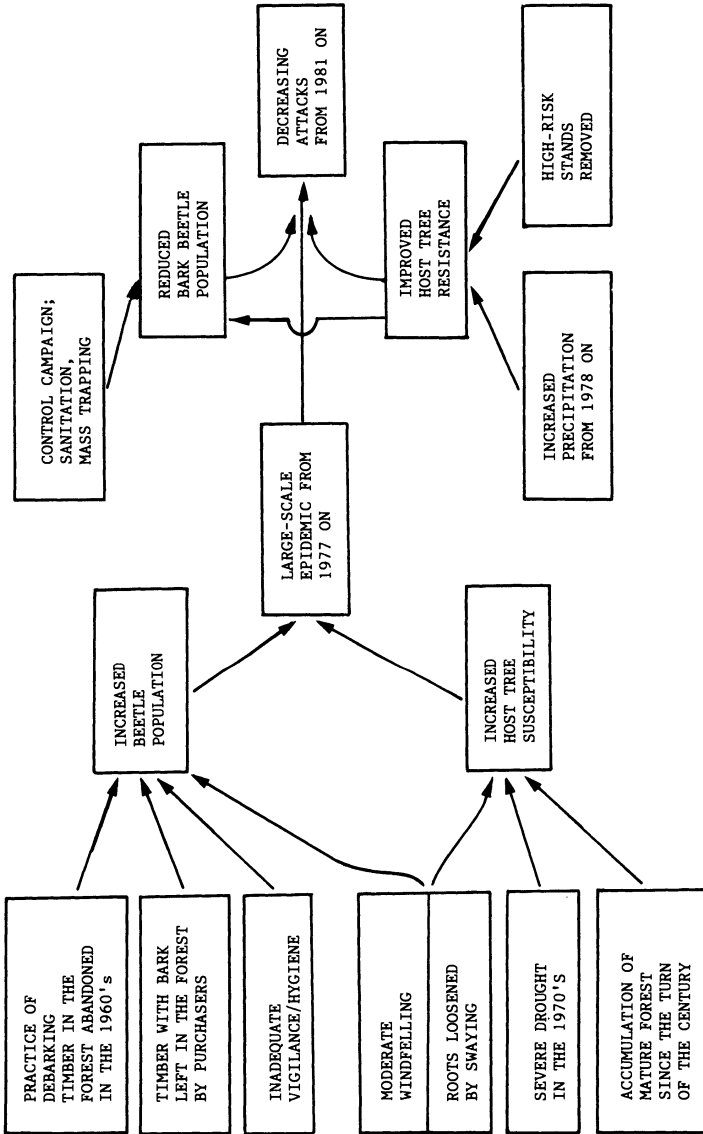 PRACTICE OF
DEBARKING
TIMBER IN THE
FOREST ABANDONED
IN THE 1960's
TIMBER WITH BARK
LEFT IN THE FOREST
BY PURCHASERS
INADEQUATE
VIGILANCE/HYGIENE
MODERATE
WINDFELLING
ROOTS LOOSENED
BY SWAYING
SEVERE DROUGHT
IN THE 1970'S
ACCUMULATION OF
MATURE FOREST
SINCE THE TURN
OF THE CENTURY
INCREASED
BEETLE
POPULATION
INCREASED
HOST TREE
SUSCEPTIBILITY
LARGE-SCALE
EPIDEMIC FROM
1977 ON
CONTROL CAMPAIGN;
SANITATION,
MASS TRAPPING
REDUCED
BARK BEETLE
POPULATION
IMPROVED
HOST TREE
RESISTANCE
INCREASED
PRECIPITATION
FROM 1978 ON
HIGH-RISK
STANDS
REMOVED
DECREASING
ATTACKS
FROM 1981 ON